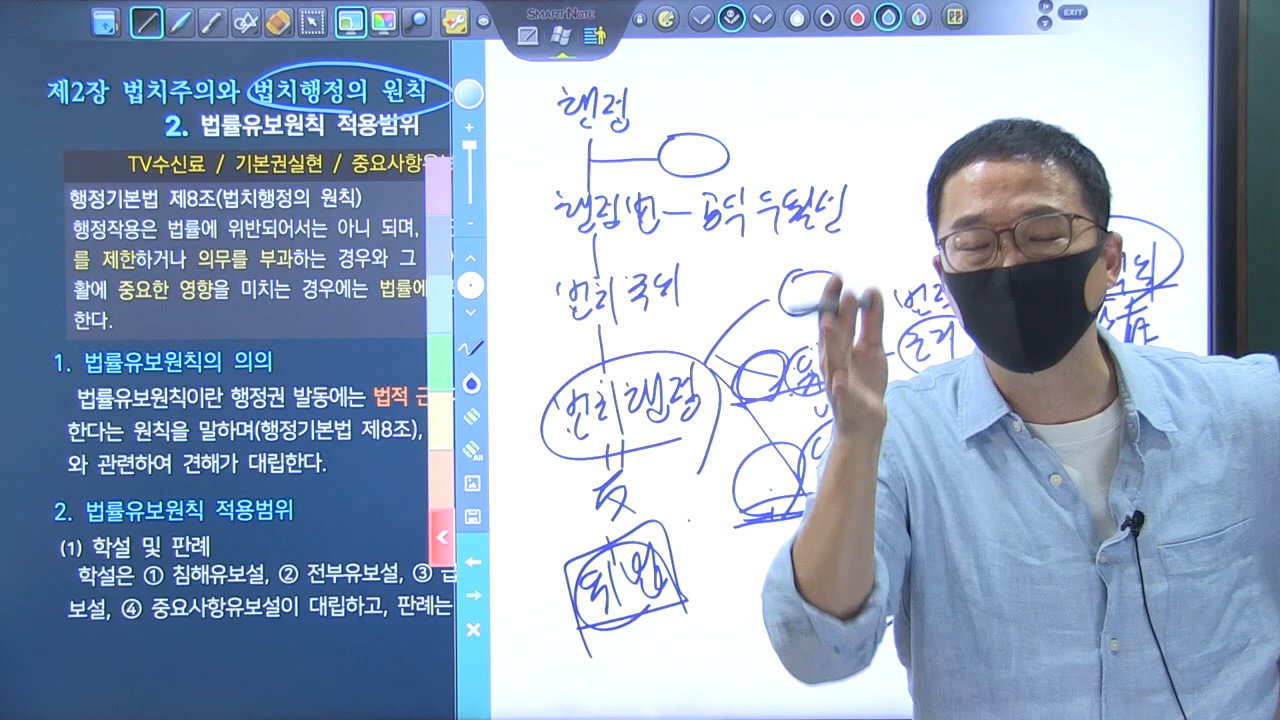 SMART NOTE
EXIT
제2장 법치주의와 법치행정의 원칙
2. 법률유보원칙 적용범위
TV수신료 / 기본권실현 / 중요사항유보
행정기본법 제8조(법치행정의 원칙)
행정작용은 법률에 위반되어서는 아니 되며,
를 제한하거나 의무를 부과하는 경우와 그
활에 중요한 영향을 미치는 경우에는 법률에
한다.
1. 법률유보원칙의 의의
법률유보원칙이란 행정권 발동에는 법적 근
한다는 원칙을 말하며(행정기본법 제8조),
와 관련하여 견해가 대립한다.
2. 법률유보원칙 적용범위
(1) 학설 및 판례
학설은 ① 침해유보설, ② 전부유보설, ③ 급
보설, ④ 중요사항유보설이 대립하고, 판례는
All
행정
행정법 - 공익 우월성
법치국가
법치행정
反
위법